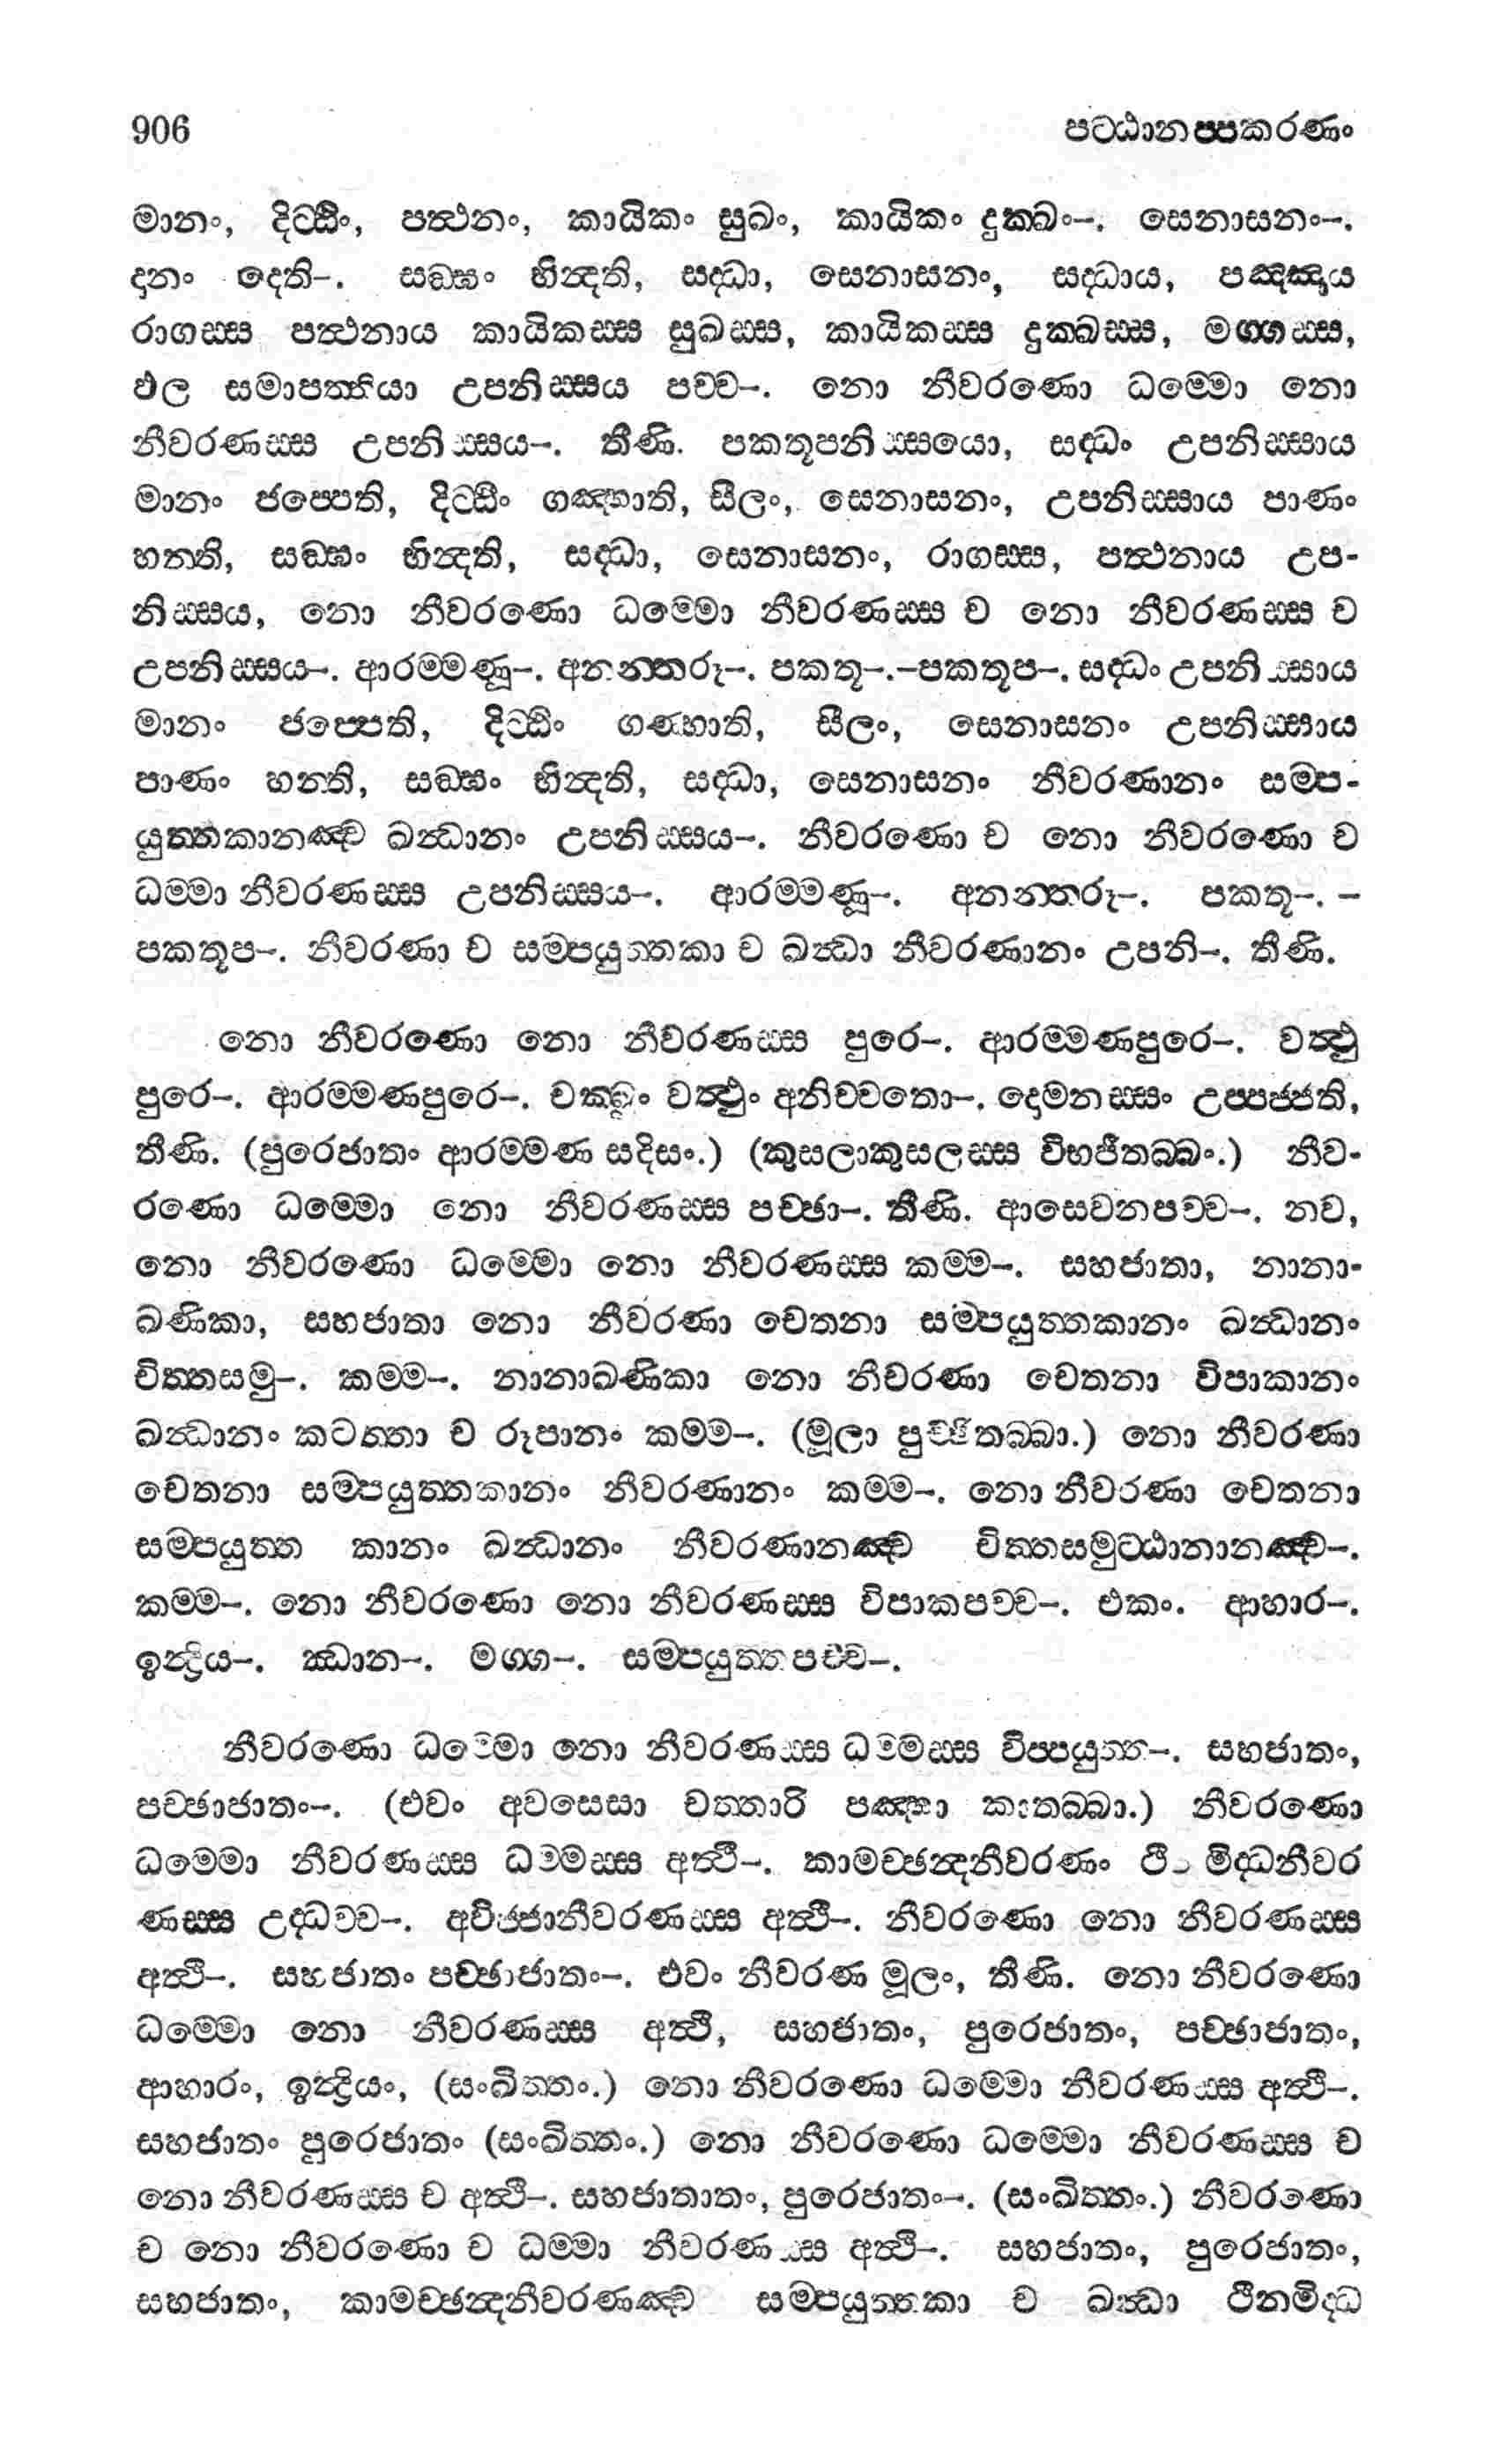 906 පට්ඨානප්පකරණං
මානං, දිට්ඨිං, පත්ථනං, කායිකං සුඛං, කායිකං දුක්ඛං–. සෙනාසනං–.
දානං දෙති–. සඞ්ඝං භින්දති, සද්ධා, සෙනාසනං, සද්ධාය, පඤ්ඤාය
රාගස්ස පත්ථනාය කායිකස්ස සුඛස්ස, කායිකස්ස දුක්ඛස්ස, මග්ගස්ස,
ඵල සමාපත්තියා උපනිස්සය පච්ච–. නො නීවරණො ධම්මො නො
නීවරණස්ස උපනිස්සය–. තීණි. පකතූපනිස්සයො, සද්ධං උපනිස්සාය
මානං ජප්පෙති, දිට්ඨිං ගණ්හාති, සීලං, සෙනාසනං, උපනිස්සාය පාණං
හන්ති, සඞ්ඝං භින්දති, සද්ධා, සෙනාසනං, රාගස්ස, පත්ථනාය උප-
නිස්සය, නො නීවරණො ධම්මො නීවරණස්ස ච නො නීවරණස්ස ච
උපනිස්සය–. ආරම්මණූ–. අනන්තරූ–. පකතූ–.–පකතූප–. සද්ධං උපනිස්සාය
මානං ජප්පෙති, දිට්ඨිං ගණ්හාති, සීලං, සෙනාසනං උපනිස්සාය
පාණං හන්ති, සඞ්ඝං භින්දති, සද්ධා, සෙනාසනං නීවරණානං සම්ප-
යුත්තකානඤ්ච ඛන්ධානං උපනිස්සය–. නීවරණො ච නො නීවරණො ච
ධම්මා නීවරණස්ස උපනිස්සය–. ආරම්මණූ–. අනන්තරූ–. පකතූ–. –
පකතූප–. නීවරණා ච සම්පයුත්තකා ච ඛන්ධා නීවරණානං උපනි–. තීණි.
නො නීවරණො නො නීවරණස්ස පුරෙ–. ආරම්මණපුරෙ–. වත්ථු
පුරෙ–. ආරම්මණපුරෙ–. චක්ඛුං වත්ථුං අනිච්චතො–. දොමනස්සං උප්පජ්ජති,
තීණි. (පුරෙජාතං ආරම්මණ සදිසං.) (කුසලාකුසලස්ස විභජිතබ්බං.) නීව-
රණො ධම්මො නො නීවරණස්ස පච්ඡා–. තීණි. ආසෙවනපච්ච–. නව,
නො නීවරණො ධම්මො නො නීවරණස්ස කම්ම–. සහජාතා, නානා-
ඛණිකා, සහජාතා නො නීවරණා චෙතනා සම්පයුත්තකානං ඛන්ධානං
චිත්තසමු–. කම්ම–. නානාඛණිකා නො නීවරණා චෙතනා විපාකානං
ඛන්ධානං කටත්තා ච රූපානං කම්ම–. (මූලා පුච්ඡිතබ්බා.) නො නීවරණා
චෙතනා සම්පයුත්තකානං නීවරණානං කම්ම–. නො නීවරණා චෙතනා
සම්පයුත්ත කානං ඛන්ධානං නීවරණානඤ්ච චිත්තසමුට්ඨානානඤ්ච–.
කම්ම–. නො නීවරණො නො නීවරණස්ස විපාකපච්ච–. එකං. ආහාර–.
ඉන්ද්‍රිය–. ඣාන–. මග්ග–. සම්පයුත්තපච්ච–.
නීවරණො ධම්මො නො නීවරණස්ස ධම්මස්ස විප්පයුත්ත–. සහජාතං,
පච්ඡාජාතං–. (එවං අවසෙසා චත්තාරි පඤ්හා කාතබ්බා.) නීවරණො
ධම්මො නීවරණස්ස ධම්මස්ස අත්ථි–. කාමච්ඡන්දනීවරණං ථින මිද්ධනීවර
ණස්ස උද්ධච්ච–. අවිජ්ජානීවරණස්ස අත්ථි–. නීවරණො නො නීවරණස්ස
අත්ථි–. සහජාතං පච්ඡාජාතං–. එවං නීවරණ මූලං, තීණි. නො නීවරණො
ධම්මො නො නීවරණස්ස අත්ථි, සහජාතං, පුරෙජාතං, පච්ඡාජාතං,
ආහාරං, ඉන්ද්‍රියං, (සංඛිත්තං.) නො නීවරණො ධම්මො නීවරණස්ස අත්ථි–.
සහජාතං පුරෙජාතං (සංඛිත්තං.) නො නීවරණො ධම්මො නීවරණස්ස ච
නො නීවරණස්ස ච අත්ථි–. සහජාතාතං, පුරෙජාතං–. (සංඛිත්තං.) නීවරණො
ච නො නීවරණො ච ධම්මා නීවරණස්ස අත්ථි–. සහජාතං, පුරෙජාතං,
සහජාතං, කාමච්ඡන්දනීවරණඤ්ච සම්පයුත්තකා ච ඛන්ධා ථිනමිද්ධ